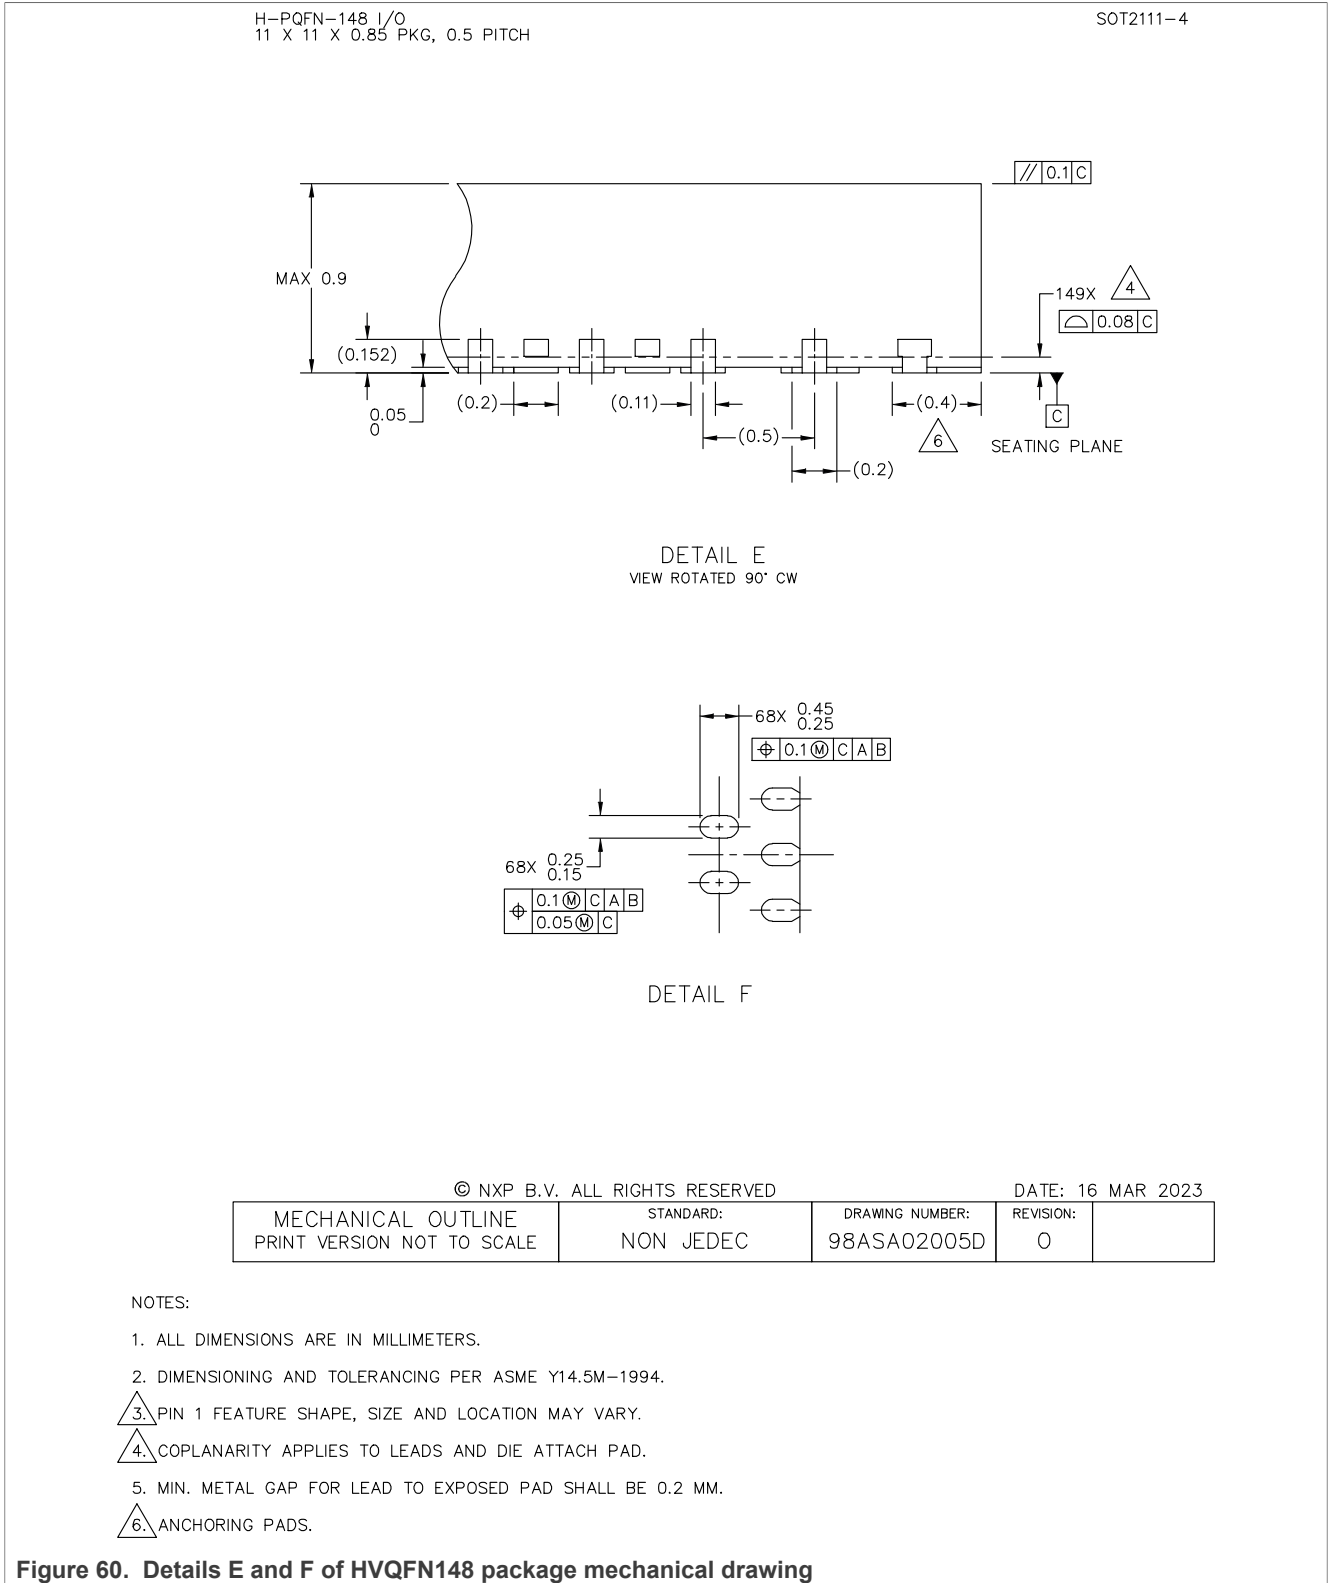 H-PQFN-148 I/O
11 X 11 X 0.85 PKG, 0.5 PITCH
SOT2111-4
// 0.1 C
MAX 0.9
149X 4
⌓ 0.08 C
(0.152)
0.05
0
(0.2)
(0.11)
(0.5)
(0.4)
6
C
SEATING PLANE
(0.2)
DETAIL E
VIEW ROTATED 90° CW
68X 0.45
0.25
⌖ 0.1 Ⓜ C A B
68X 0.25
0.15
⌖ 0.1 Ⓜ C A B
0.05 Ⓜ C
DETAIL F
© NXP B.V. ALL RIGHTS RESERVED
DATE: 16 MAR 2023
MECHANICAL OUTLINE
PRINT VERSION NOT TO SCALE
STANDARD:
NON JEDEC
DRAWING NUMBER:
98ASA02005D
REVISION:
O
NOTES:
1. ALL DIMENSIONS ARE IN MILLIMETERS.
2. DIMENSIONING AND TOLERANCING PER ASME Y14.5M-1994.
3. PIN 1 FEATURE SHAPE, SIZE AND LOCATION MAY VARY.
4. COPLANARITY APPLIES TO LEADS AND DIE ATTACH PAD.
5. MIN. METAL GAP FOR LEAD TO EXPOSED PAD SHALL BE 0.2 MM.
6. ANCHORING PADS.
Figure 60. Details E and F of HVQFN148 package mechanical drawing